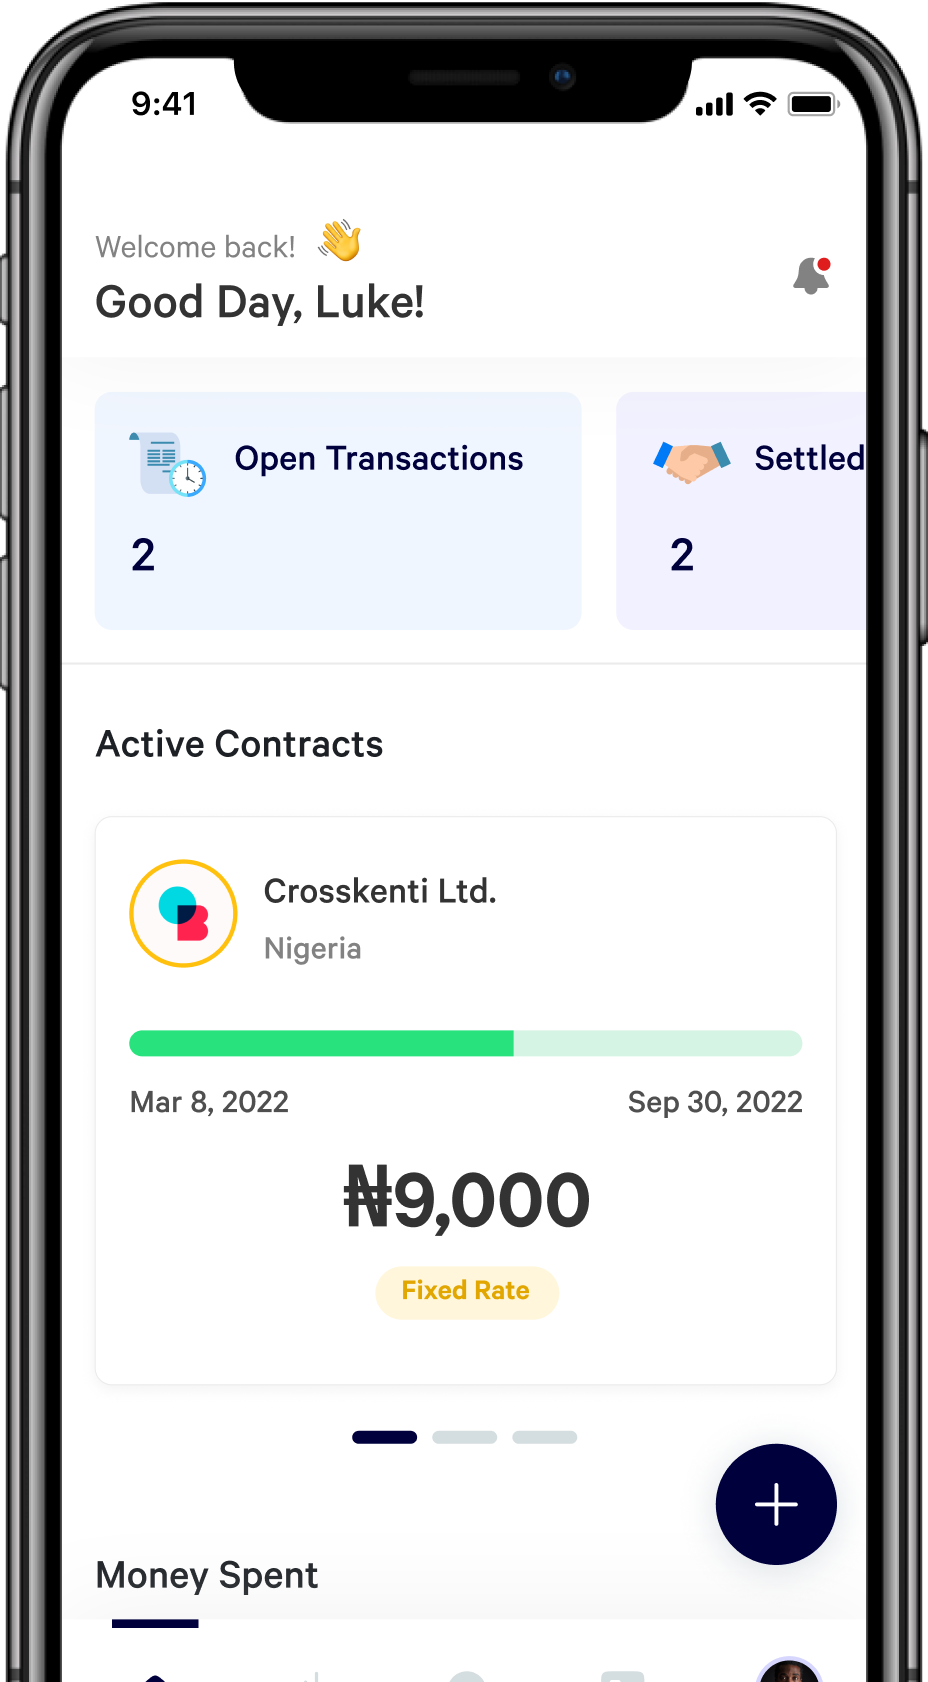 9:41
Welcome back! 👋
Good Day, Luke!
Open Transactions
2
Settled
2
Active Contracts
Crosskenti Ltd.
Nigeria
Mar 8, 2022
Sep 30, 2022
₦9,000
Fixed Rate
Money Spent